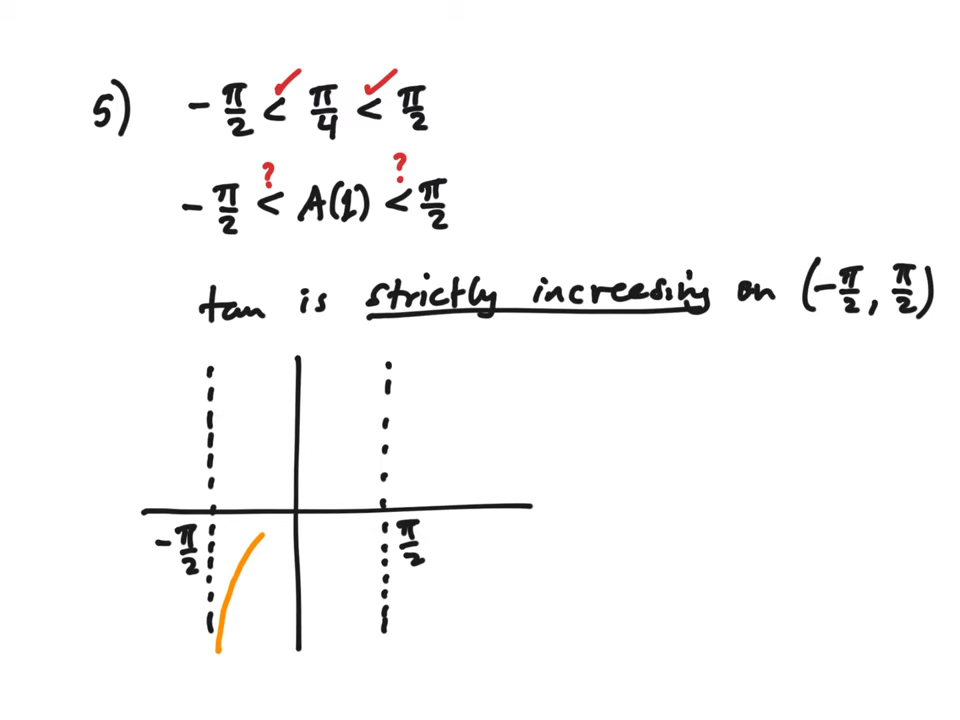 5) -π/2 < π/4 < π/2
? ?
-π/2 < A(1) < π/2
tan is strictly increasing on (-π/2, π/2)
-π/2 π/2